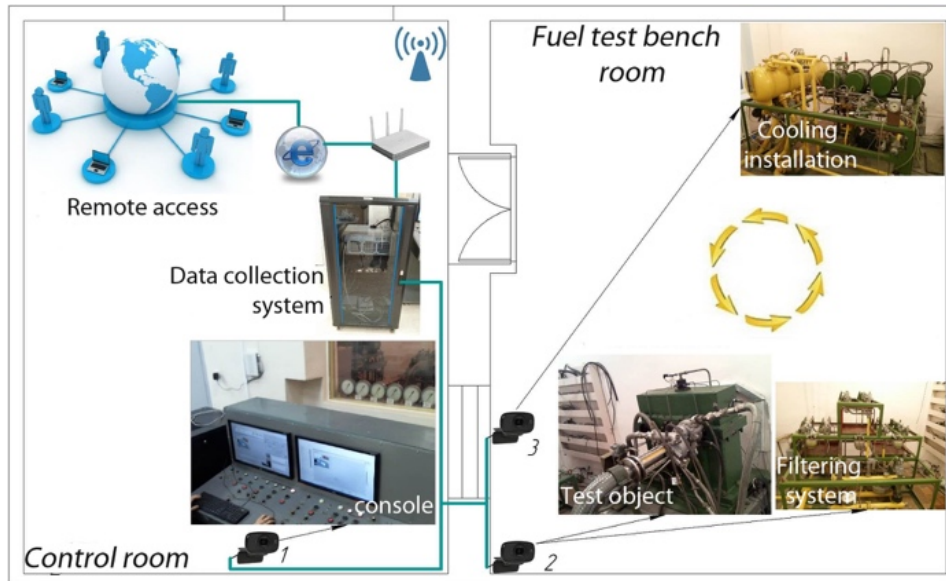 Fuel test bench
room
Cooling
installation
Remote access
Data collection
system
console
1
Control room
3
Test object
Filtering
system
2